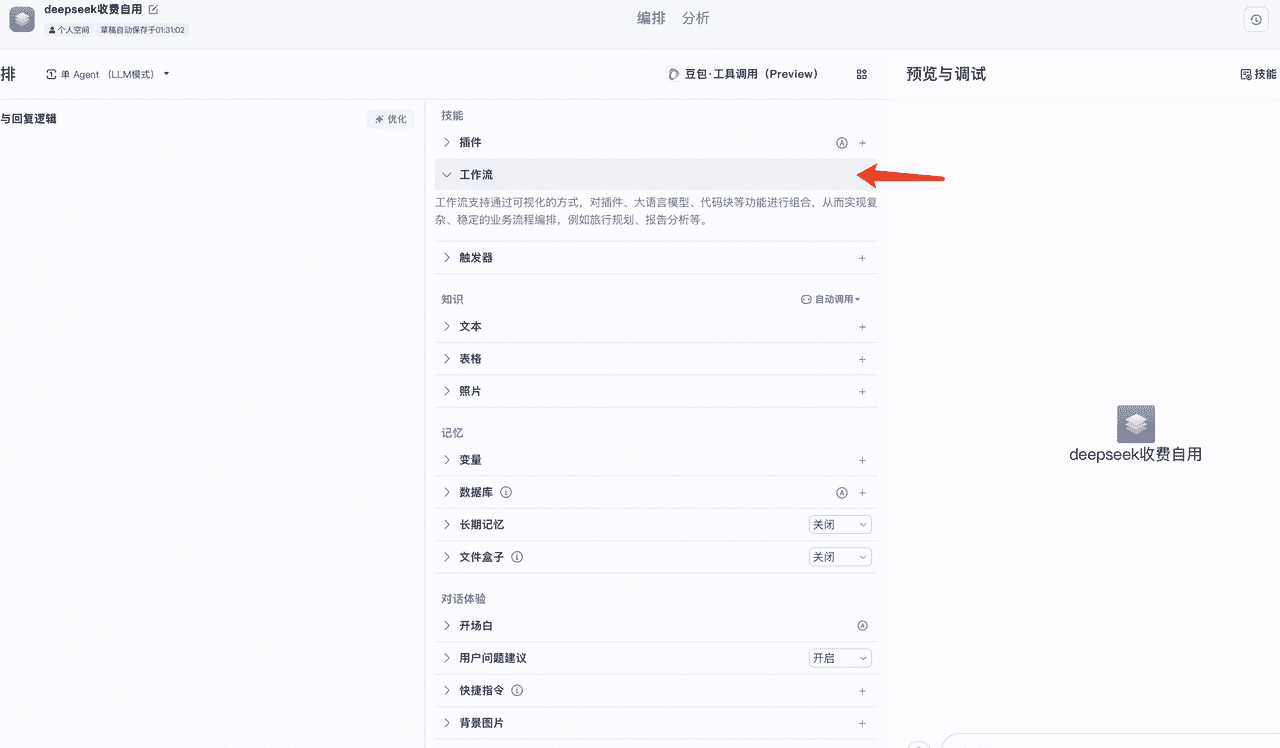 deepseek收费自用
个人空间 草稿自动保存于01:31:02
编排 分析
排 单 Agent （LLM模式） 豆包·工具调用（Preview） 预览与调试 技能
与回复逻辑 优化
技能
插件
工作流
工作流支持通过可视化的方式，对插件、大语言模型、代码块等功能进行组合，从而实现复
杂、稳定的业务流程编排，例如旅行规划、报告分析等。
触发器
知识 自动调用
文本
表格
照片
记忆
变量
数据库
长期记忆 关闭
文件盒子 关闭
对话体验
开场白
用户问题建议 开启
快捷指令
背景图片
deepseek收费自用